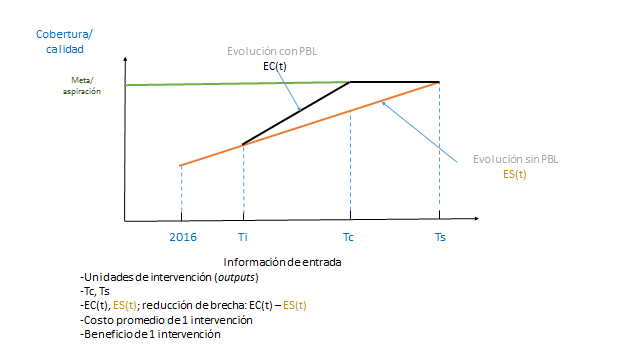 Cobertura/
calidad
Evolución con PBL
EC(t)
Meta/
aspiración
Evolución sin PBL
ES(t)
2016 Ti Tc Ts
Información de entrada
-Unidades de intervención (outputs)
-Tc, Ts
-EC(t), ES(t); reducción de brecha: EC(t) – ES(t)
-Costo promedio de 1 intervención
-Beneficio de 1 intervención